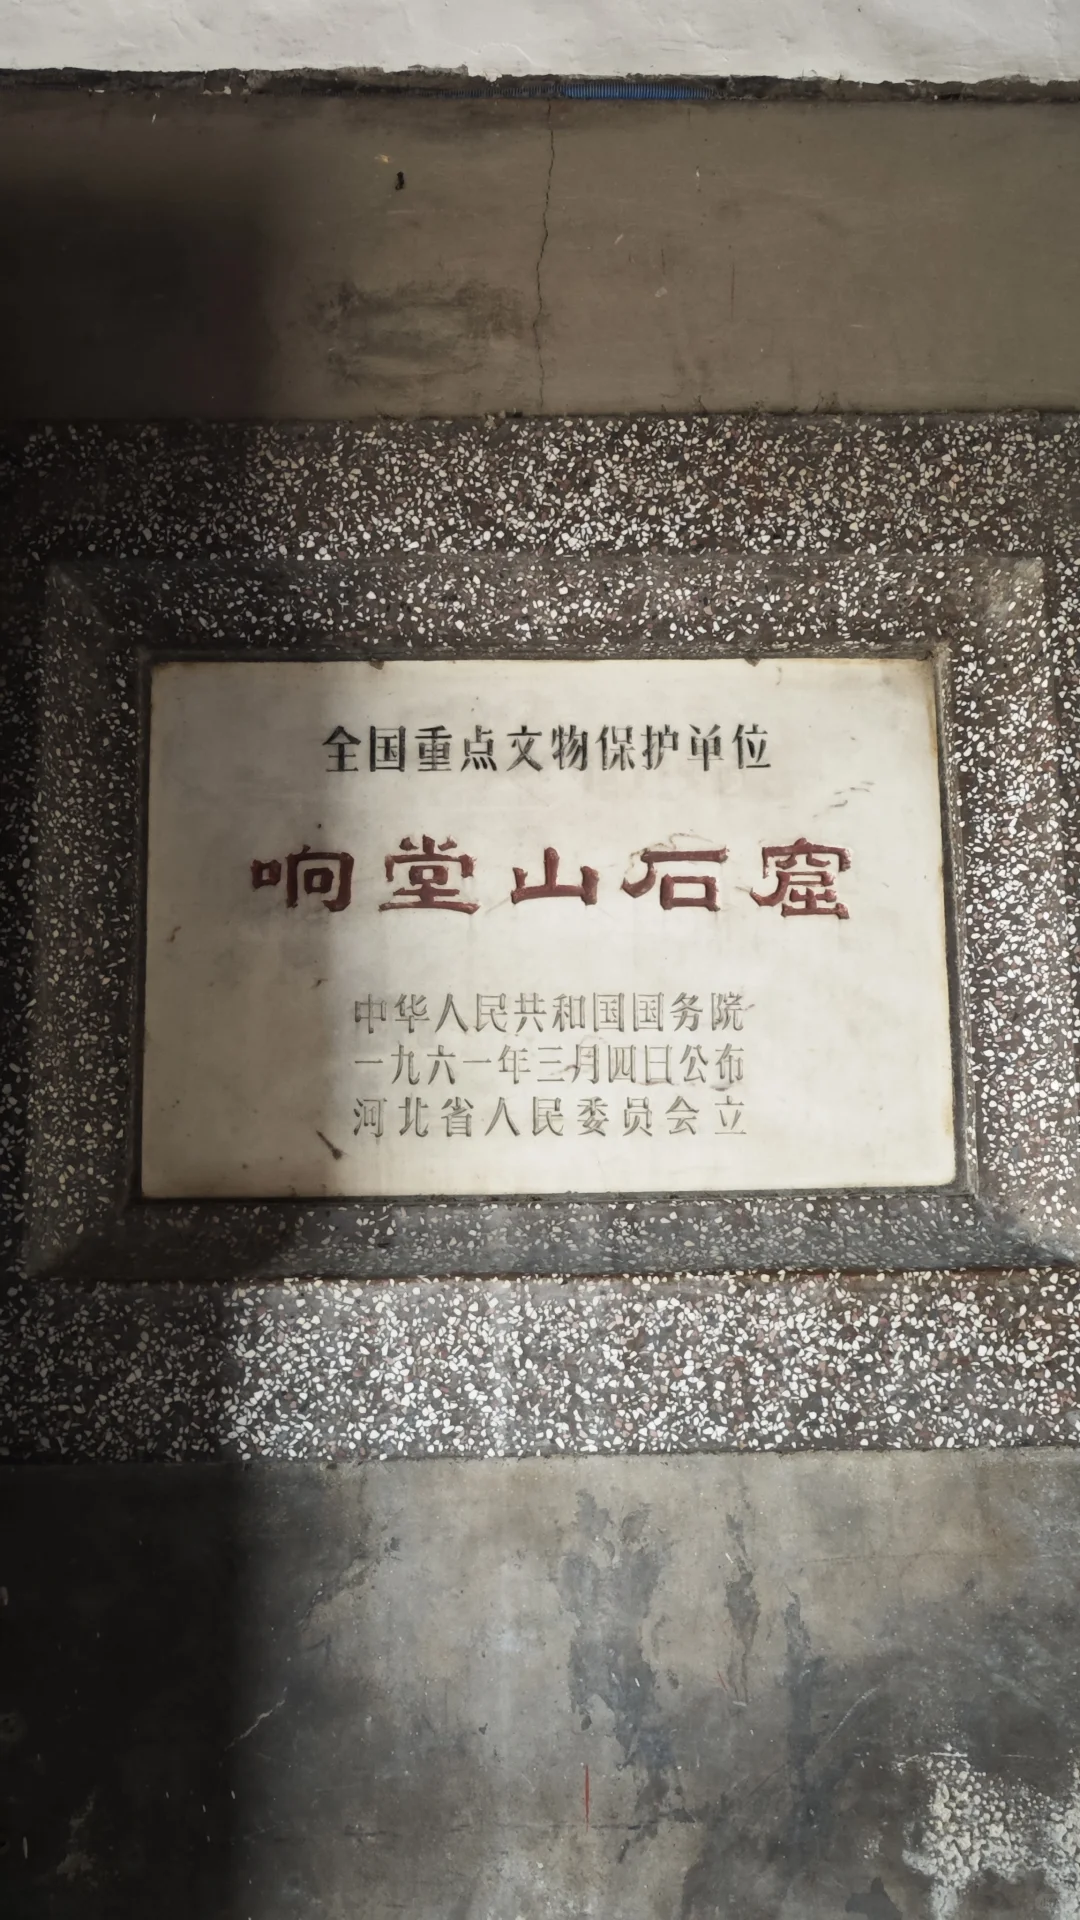 全国重点文物保护单位
响堂山石窟
中华人民共和国国务院
一九六一年三月四日公布
河北省人民委员会立